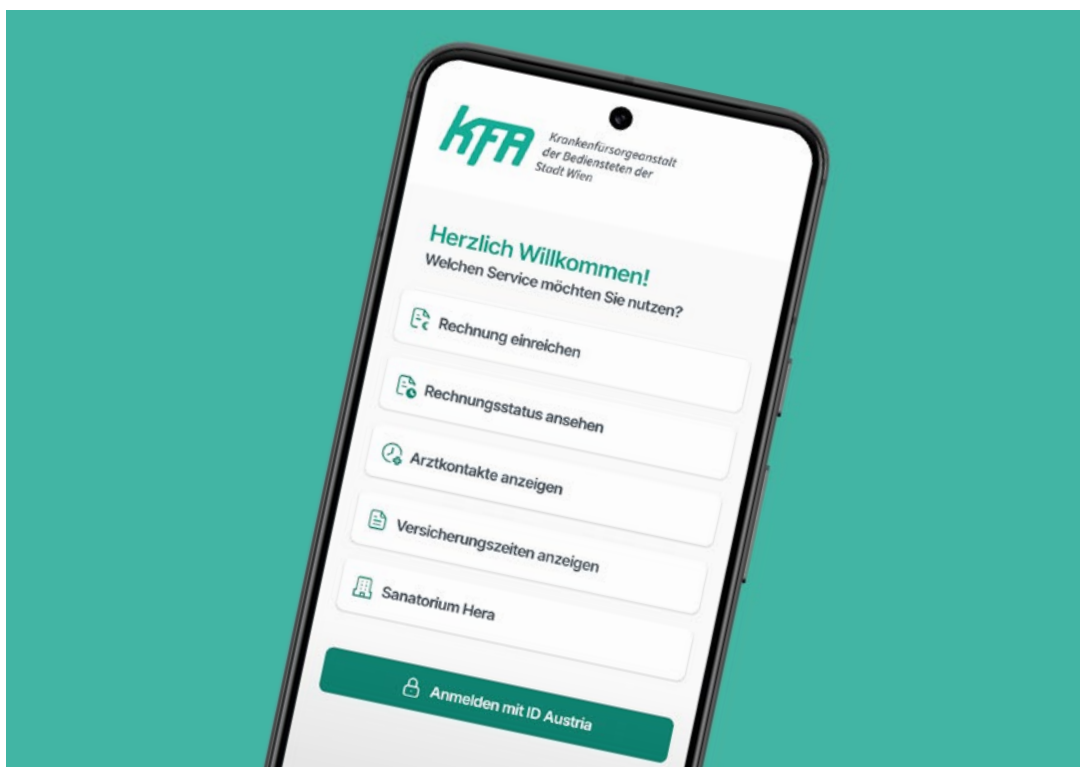 KFA
Krankenfürsorgeanstalt
der Bediensteten der
Stadt Wien
Herzlich Willkommen!
Welchen Service möchten Sie nutzen?
Rechnung einreichen
Rechnungsstatus ansehen
Arztkontakte anzeigen
Versicherungszeiten anzeigen
Sanatorium Hera
Anmelden mit ID Austria